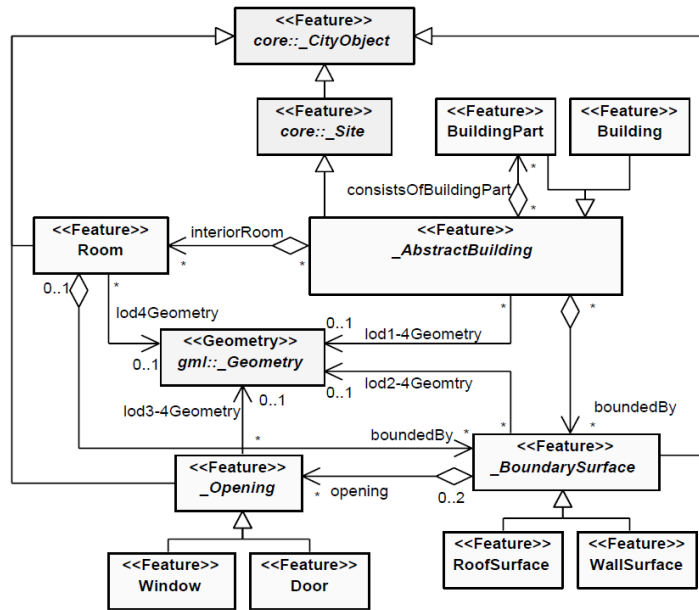 <<Feature>>
core::_CityObject
<<Feature>>
core::_Site
<<Feature>>
BuildingPart
<<Feature>>
Building
consistsOfBuildingPart
*
*
<<Feature>>
Room
interiorRoom
*
*
<<Feature>>
_AbstractBuilding
0..1
*
lod4Geometry
0..1
<<Geometry>>
gml::_Geometry
0..1
lod1-4Geometry
*
*
lod2-4Geomtry
0..1
lod3-4Geometry
0..1
boundedBy
*
*
*
boundedBy
*
<<Feature>>
_Opening
*
opening
0..2
<<Feature>>
_BoundarySurface
<<Feature>>
Window
<<Feature>>
Door
<<Feature>>
RoofSurface
<<Feature>>
WallSurface